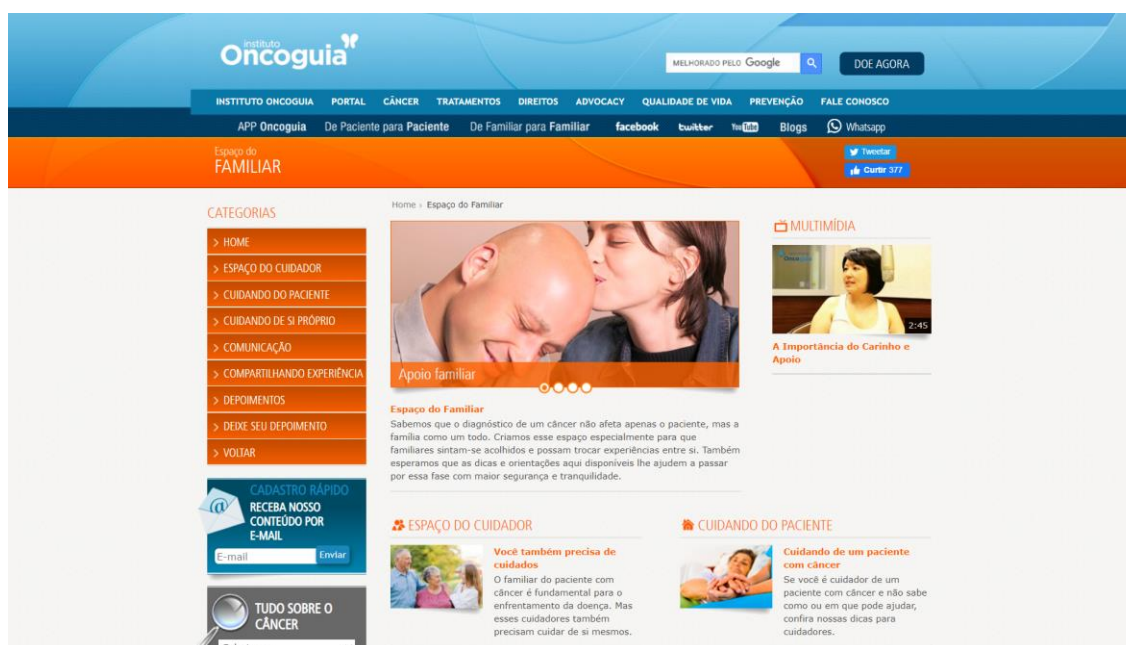 instituto
Oncoguia
MELHORADO PELO Google
DOE AGORA
INSTITUTO ONCOGUIA PORTAL CÂNCER TRATAMENTOS DIREITOS ADVOCACY QUALIDADE DE VIDA PREVENÇÃO FALE CONOSCO
APP Oncoguia De Paciente para Paciente De Familiar para Familiar facebook twitter YouTube Blogs Whatsapp
Espaço do
FAMILIAR
Tweetar
Curtir 377
CATEGORIAS
> HOME
> ESPAÇO DO CUIDADOR
> CUIDANDO DO PACIENTE
> CUIDANDO DE SI PRÓPRIO
> COMUNICAÇÃO
> COMPARTILHANDO EXPERIÊNCIA
> DEPOIMENTOS
> DEIXE SEU DEPOIMENTO
> VOLTAR
CADASTRO RÁPIDO
RECEBA NOSSO
CONTEÚDO POR
E-MAIL
E-mail Enviar
TUDO SOBRE O
CÂNCER
Home › Espaço do Familiar
Apoio familiar
Espaço do Familiar
Sabemos que o diagnóstico de um câncer não afeta apenas o paciente, mas a
família como um todo. Criamos esse espaço especialmente para que
familiares sintam-se acolhidos e possam trocar experiências entre si. Também
esperamos que as dicas e orientações aqui disponíveis lhe ajudem a passar
por essa fase com maior segurança e tranquilidade.
MULTIMÍDIA
2:45
A Importância do Carinho e
Apoio
ESPAÇO DO CUIDADOR
Você também precisa de
cuidados
O familiar do paciente com
câncer é fundamental para o
enfrentamento da doença. Mas
esses cuidadores também
precisam cuidar de si mesmos.
CUIDANDO DO PACIENTE
Cuidando de um paciente
com câncer
Se você é cuidador de um
paciente com câncer e não sabe
como ou em que pode ajudar,
confira nossas dicas para
cuidadores.